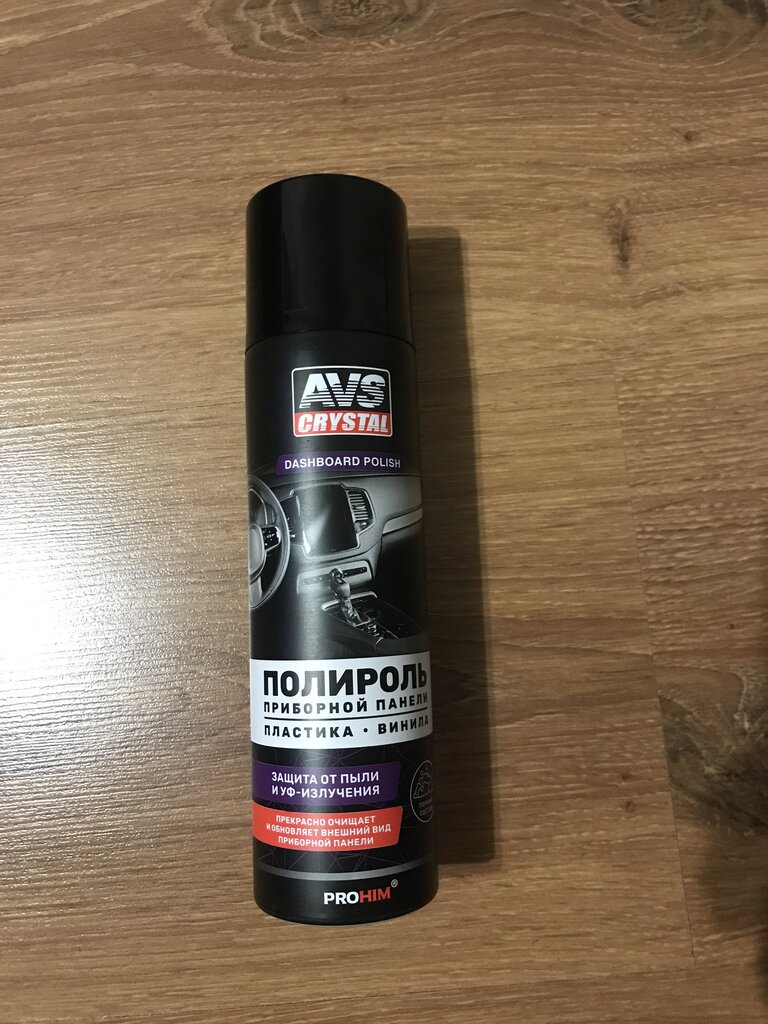 AVS
CRYSTAL
DASHBOARD POLISH
ПОЛИРОЛЬ
ПРИБОРНОЙ ПАНЕЛИ
ПЛАСТИКА • ВИНИЛА
ЗАЩИТА ОТ ПЫЛИ
И УФ-ИЗЛУЧЕНИЯ
ПРЕКРАСНО ОЧИЩАЕТ
И ОБНОВЛЯЕТ ВНЕШНИЙ ВИД
ПРИБОРНОЙ ПАНЕЛИ
PROHIM®